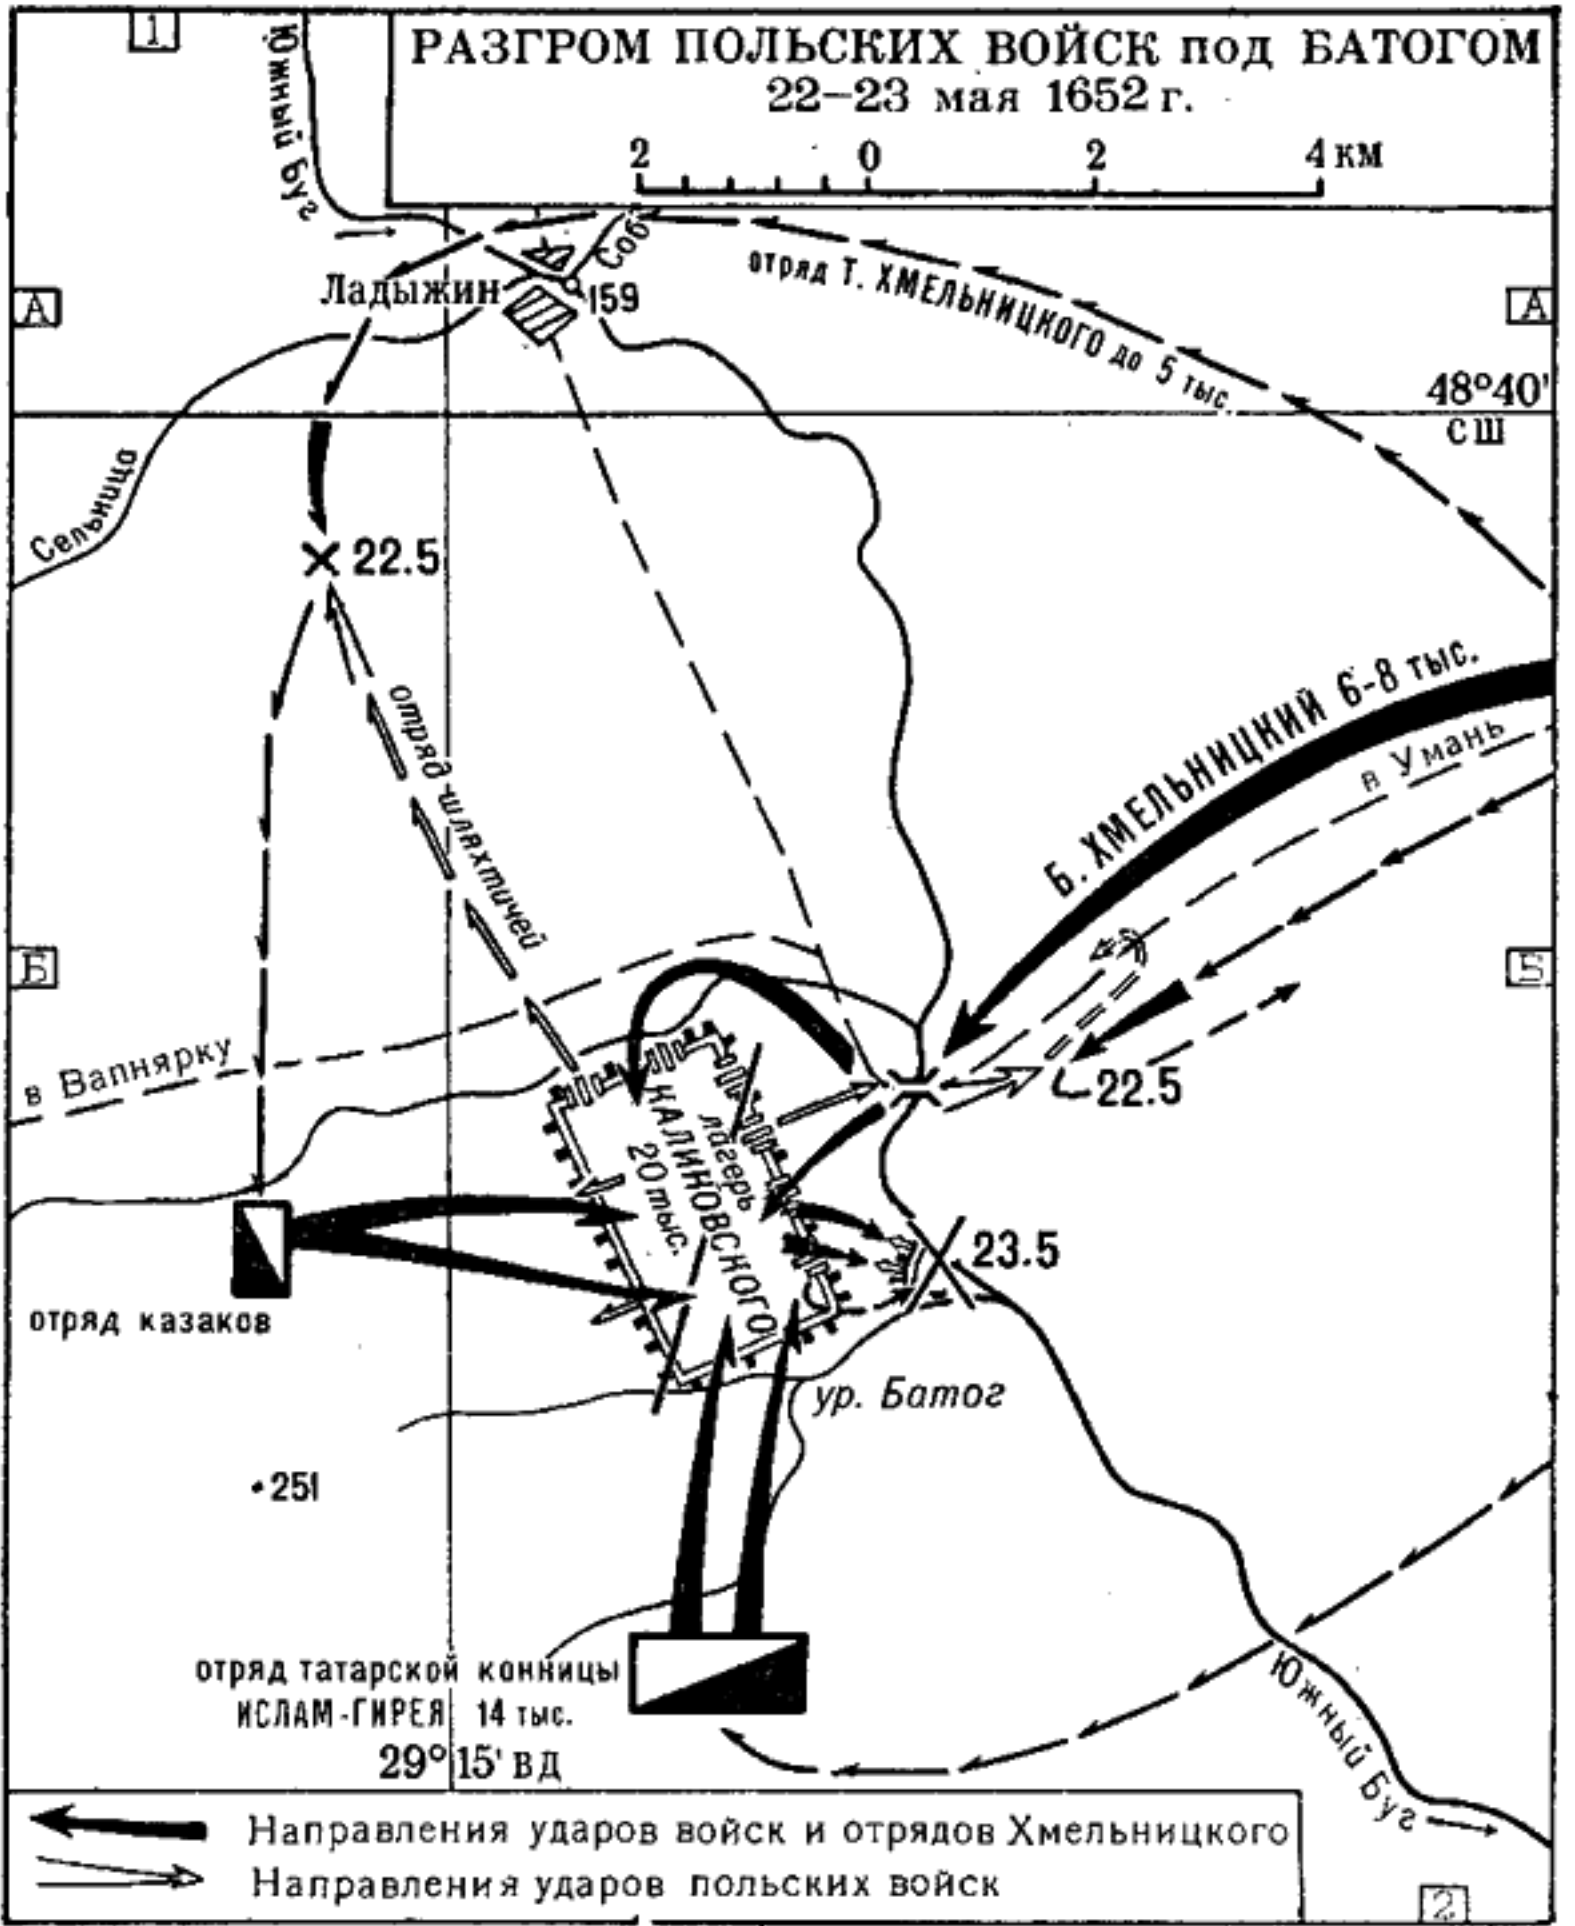 1
Южный Буг
РАЗГРОМ ПОЛЬСКИХ ВОЙСК под БАТОГОМ
22–23 мая 1652 г.
2 0 2 4 км
Соб
отряд Т. ХМЕЛЬНИЦКОГО до 5 тыс.
А
Ладыжин
159
А
48°40'
СШ
Сельница
22.5
отряд шляхтичей
Б. ХМЕЛЬНИЦКИЙ 6-8 тыс.
в Умань
Б
Б
в Вапнярку
22.5
лагерь
КАЛИНОВСКОГО
20 тыс.
23.5
отряд казаков
ур. Батог
251
отряд татарской конницы
ИСЛАМ-ГИРЕЯ 14 тыс.
29°15' ВД
Южный Буг
Направления ударов войск и отрядов Хмельницкого
Направления ударов польских войск
2